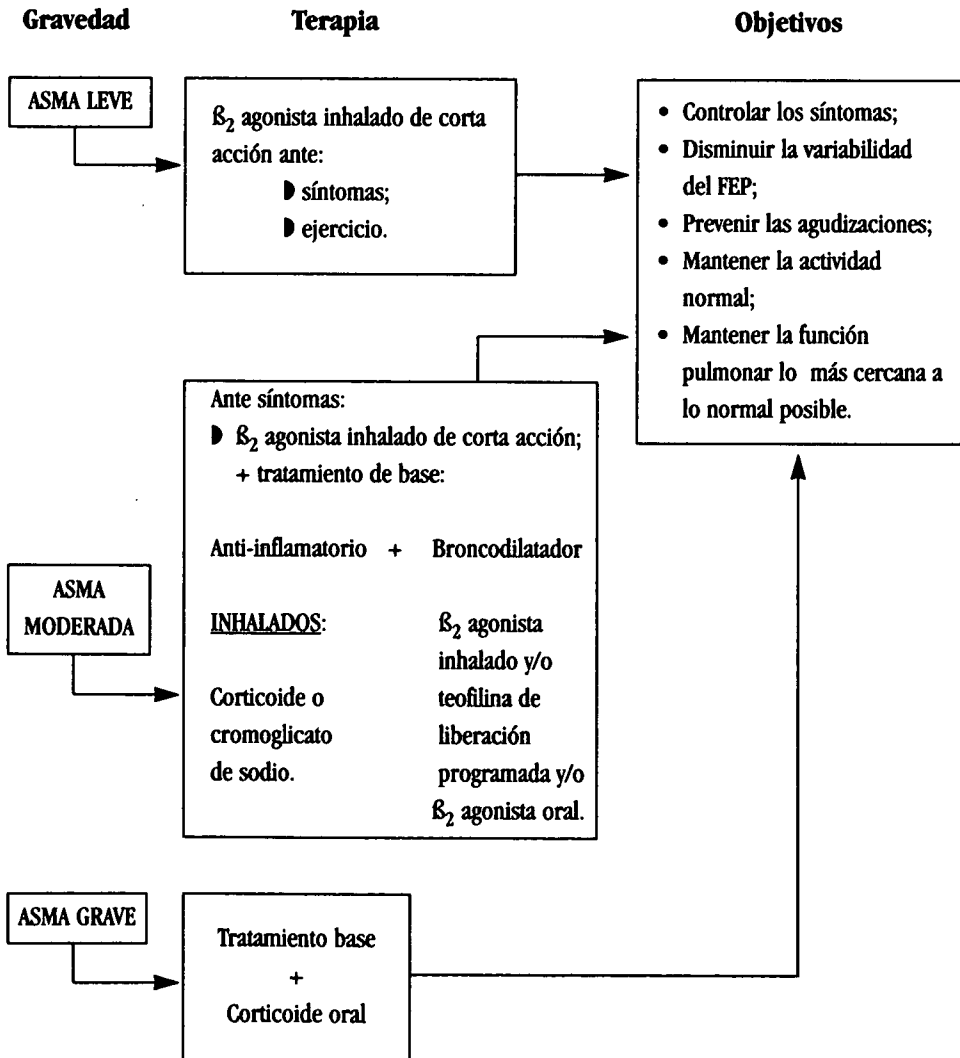 Gravedad Terapia Objetivos
ASMA LEVE
ß₂ agonista inhalado de corta
acción ante:
◗ síntomas;
◗ ejercicio.
• Controlar los síntomas;
• Disminuir la variabilidad
del FEP;
• Prevenir las agudizaciones;
• Mantener la actividad
normal;
• Mantener la función
pulmonar lo más cercana a
lo normal posible.
ASMA
MODERADA
Ante síntomas:
◗ ß₂ agonista inhalado de corta acción;
+ tratamiento de base:
Anti-inflamatorio + Broncodilatador
INHALADOS:
Corticoide o
cromoglicato
de sodio.
ß₂ agonista
inhalado y/o
teofilina de
liberación
programada y/o
ß₂ agonista oral.
ASMA GRAVE
Tratamiento base
+
Corticoide oral